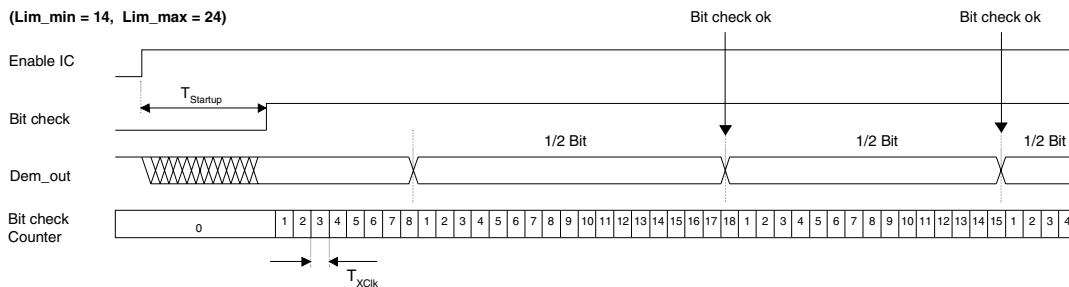 (Lim_min = 14, Lim_max = 24)
Bit check ok
Bit check ok
Enable IC
TStartup
Bit check
1/2 Bit
1/2 Bit
1/2 Bit
Dem_out
Bit check
Counter
0 1 2 3 4 5 6 7 8 1 2 3 4 5 6 7 8 9 10 11 12 13 14 15 16 17 18 1 2 3 4 5 6 7 8 9 10 11 12 13 14 15 1 2 3 4
TXClk